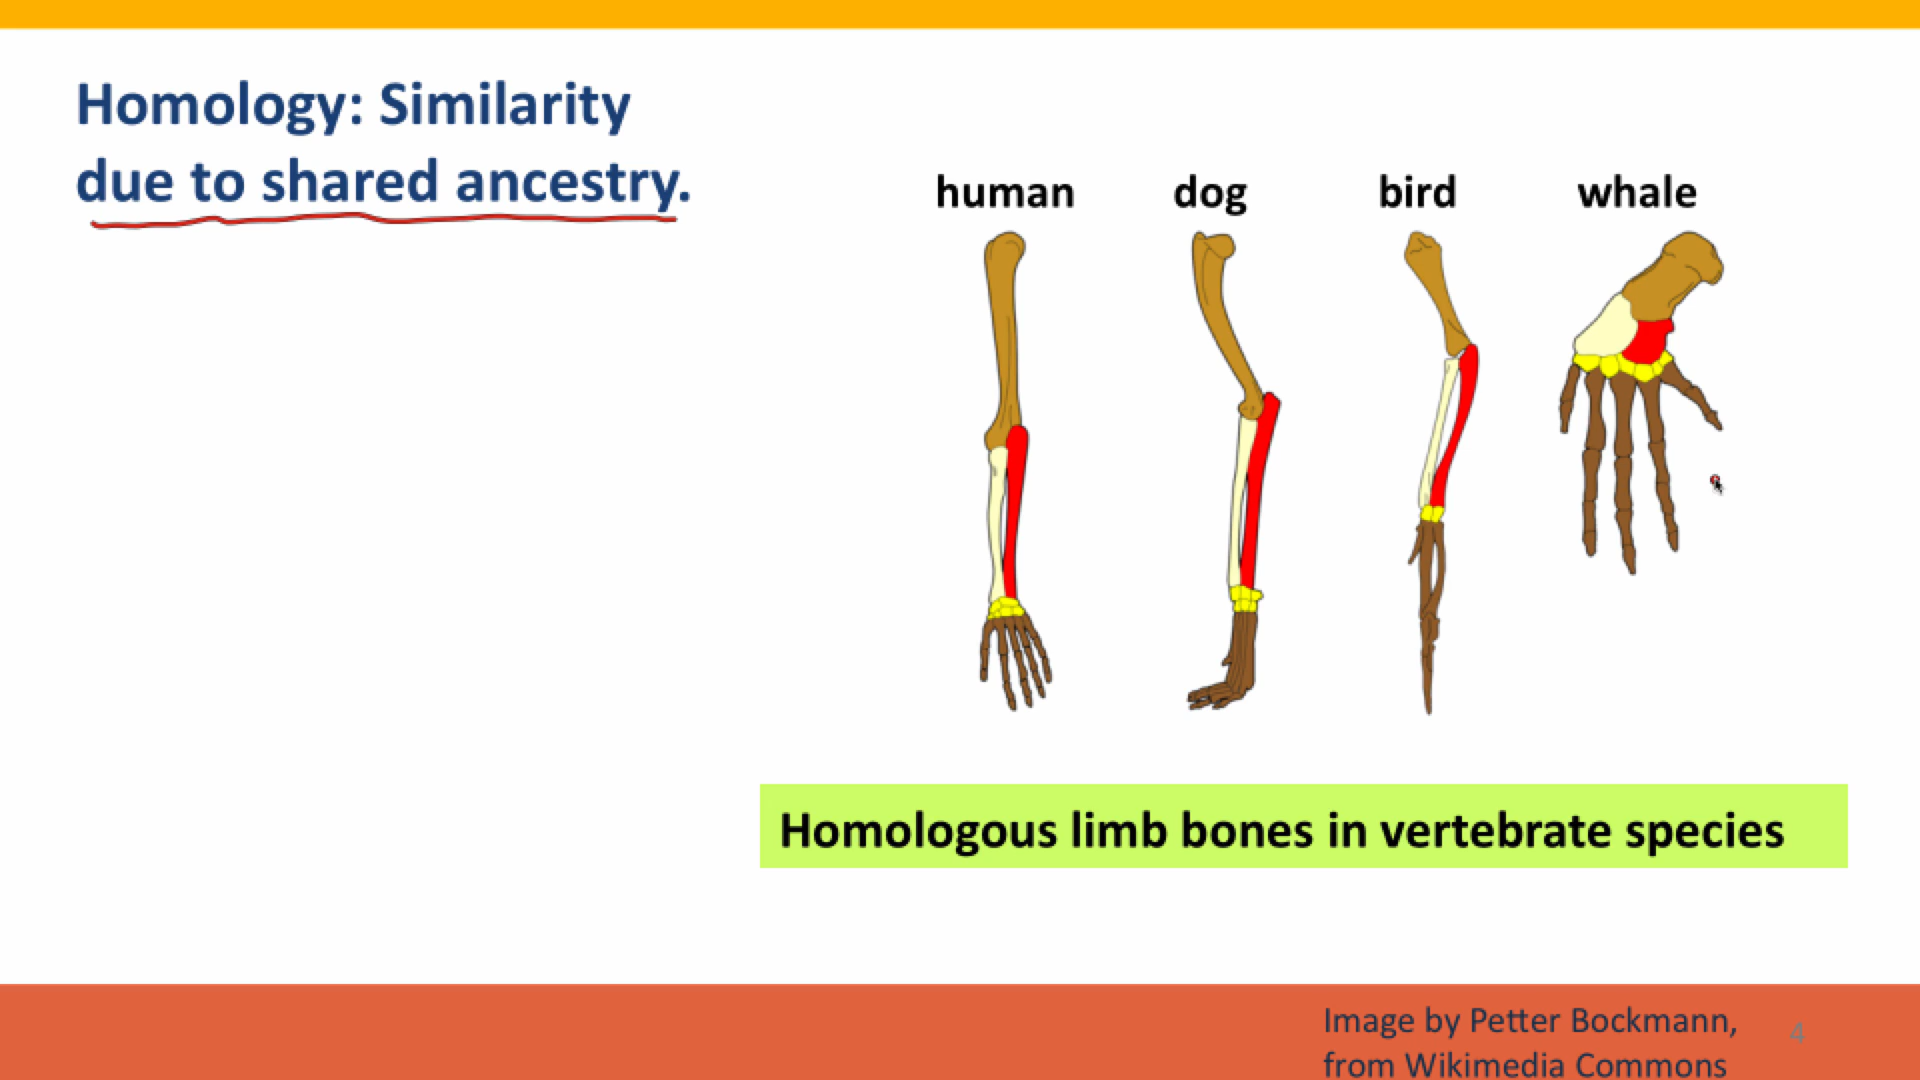 Homology: Similarity
due to shared ancestry.
human dog bird whale
Homologous limb bones in vertebrate species
Image by Petter Bockmann,
from Wikimedia Commons
4